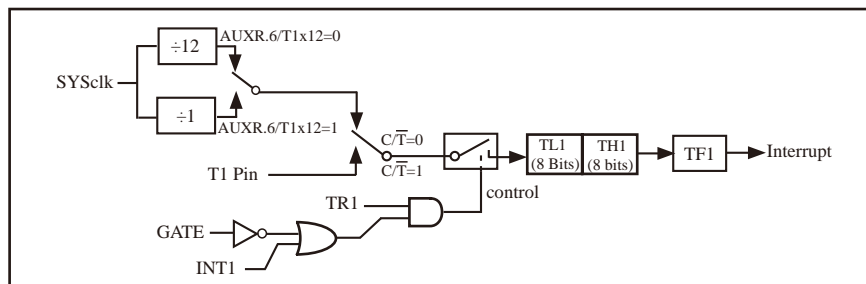 ÷12
AUXR.6/T1x12=0
SYSclk
÷1
AUXR.6/T1x12=1
C/T̅=0
C/T̅=1
T1 Pin
TL1
(8 Bits)
TH1
(8 bits)
TF1
Interrupt
control
TR1
GATE
INT1